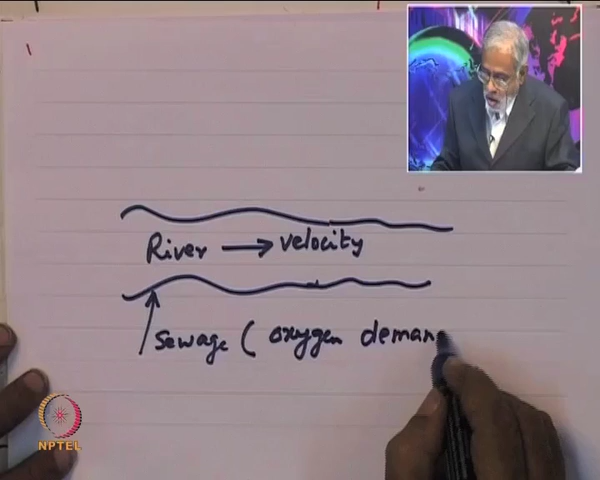 River → velocity
sewage ( oxygen deman
NPTEL